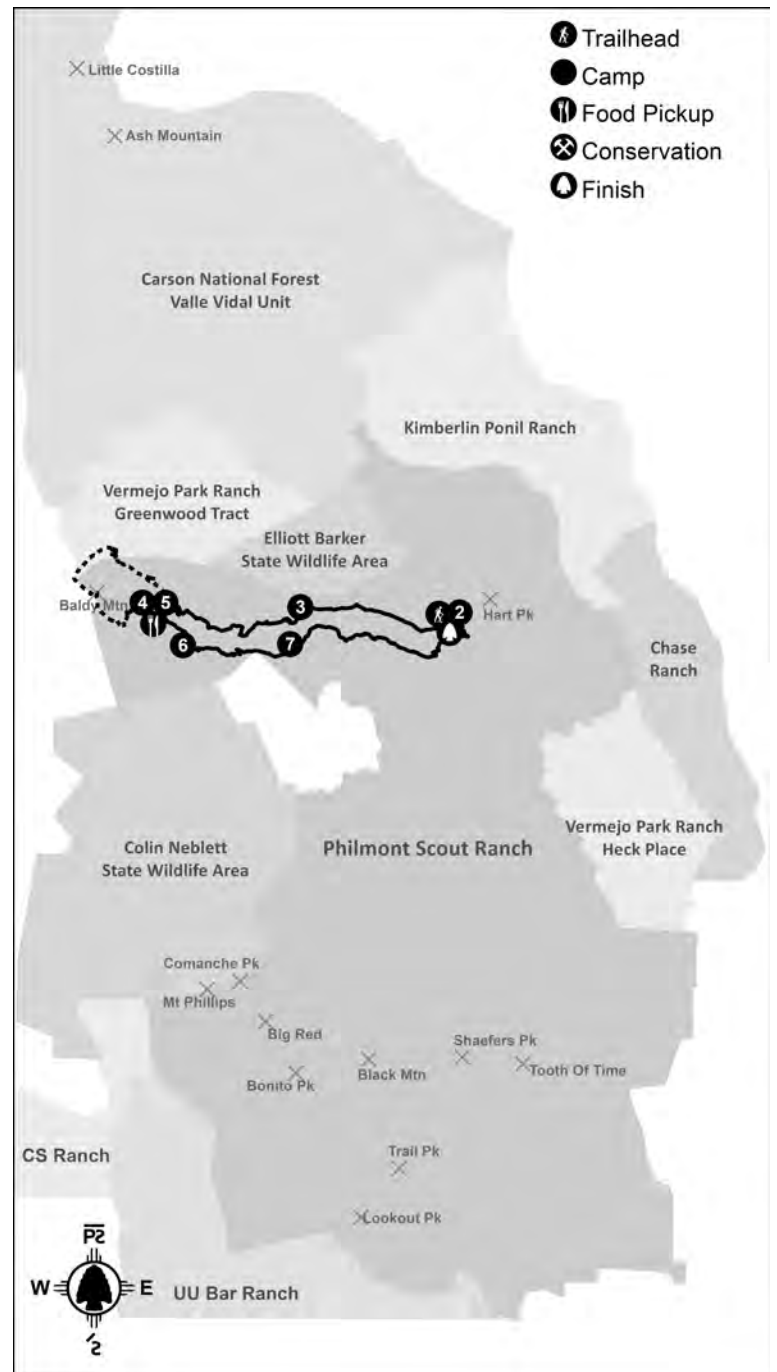 Trailhead
Camp
Food Pickup
Conservation
Finish
Little Costilla
Ash Mountain
Carson National Forest
Valle Vidal Unit
Kimberlin Ponil Ranch
Vermejo Park Ranch
Greenwood Tract
Elliott Barker
State Wildlife Area
Baldy Mtn
4
5
3
2
Hart Pk
6
7
Chase
Ranch
Colin Neblett
State Wildlife Area
Philmont Scout Ranch
Vermejo Park Ranch
Heck Place
Comanche Pk
Mt Phillips
Big Red
Shaefers Pk
Bonito Pk
Black Mtn
Tooth Of Time
CS Ranch
Trail Pk
Lookout Pk
W
E
UU Bar Ranch